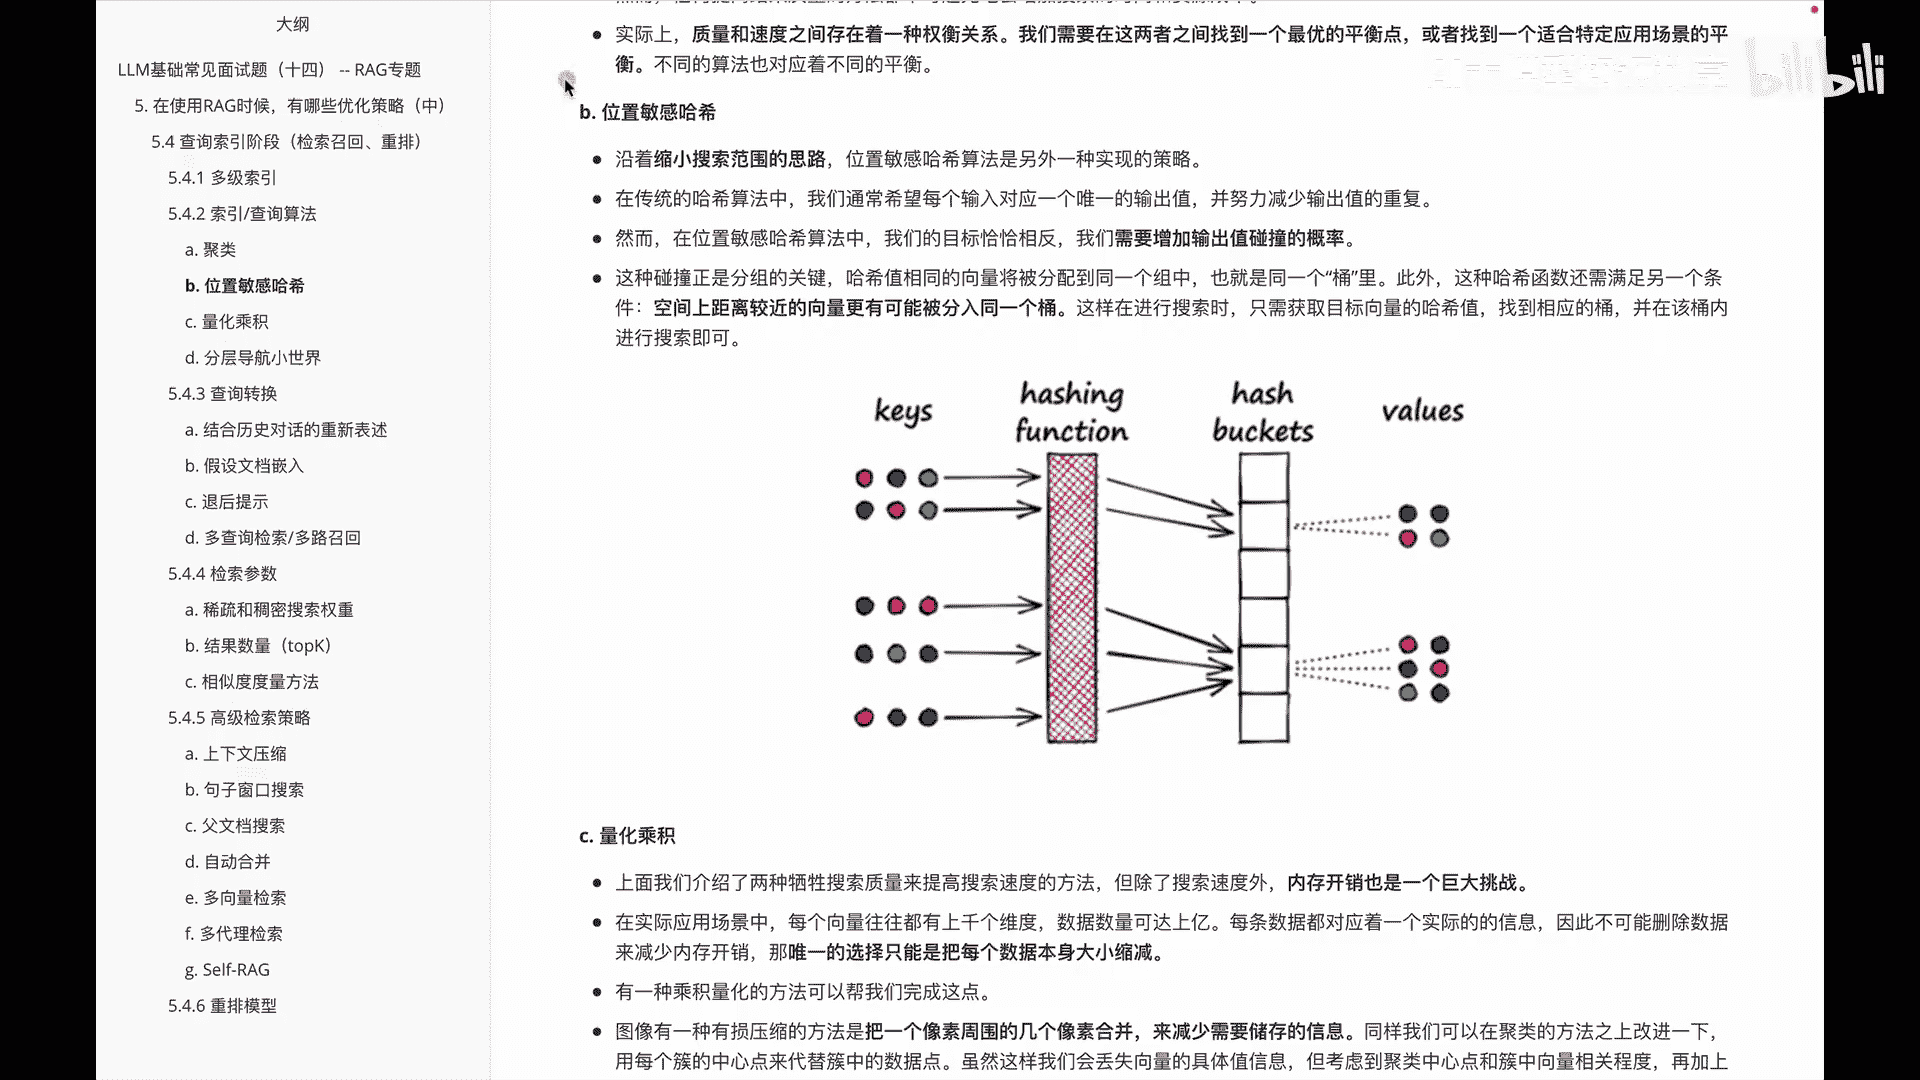 大纲
LLM基础常见面试题（十四） -- RAG专题
5. 在使用RAG时候，有哪些优化策略（中）
5.4 查询索引阶段（检索召回、重排）
5.4.1 多级索引
5.4.2 索引/查询算法
a. 聚类
b. 位置敏感哈希
c. 量化乘积
d. 分层导航小世界
5.4.3 查询转换
a. 结合历史对话的重新表述
b. 假设文档嵌入
c. 退后提示
d. 多查询检索/多路召回
5.4.4 检索参数
a. 稀疏和稠密搜索权重
b. 结果数量（topK）
c. 相似度度量方法
5.4.5 高级检索策略
a. 上下文压缩
b. 句子窗口搜索
c. 父文档搜索
d. 自动合并
e. 多向量检索
f. 多代理检索
g. Self-RAG
5.4.6 重排模型
实际上，质量和速度之间存在着一种权衡关系。我们需要在这两者之间找到一个最优的平衡点，或者找到一个适合特定应用场景的平
衡。不同的算法也对应着不同的平衡。
bilibili
b. 位置敏感哈希
沿着缩小搜索范围的思路，位置敏感哈希算法是另外一种实现的策略。
在传统的哈希算法中，我们通常希望每个输入对应一个唯一的输出值，并努力减少输出值的重复。
然而，在位置敏感哈希算法中，我们的目标恰恰相反，我们需要增加输出值碰撞的概率。
这种碰撞正是分组的关键，哈希值相同的向量将被分配到同一个组中，也就是同一个“桶”里。此外，这种哈希函数还需满足另一个条
件：空间上距离较近的向量更有可能被分入同一个桶。这样在进行搜索时，只需获取目标向量的哈希值，找到相应的桶，并在该桶内
进行搜索即可。
keys
hashing
function
hash
buckets
values
c. 量化乘积
上面我们介绍了两种牺牲搜索质量来提高搜索速度的方法，但除了搜索速度外，内存开销也是一个巨大挑战。
在实际应用场景中，每个向量往往都有上千个维度，数据数量可达上亿。每条数据都对应着一个实际的的信息，因此不可能删除数据
来减少内存开销，那唯一的选择只能是把每个数据本身大小缩减。
有一种乘积量化的方法可以帮我们完成这点。
图像有一种有损压缩的方法是把一个像素周围的几个像素合并，来减少需要储存的信息。同样我们可以在聚类的方法之上改进一下，
用每个簇的中心点来代替簇中的数据点。虽然这样我们会丢失向量的具体值信息，但考虑到聚类中心点和簇中向量相关程度，再加上